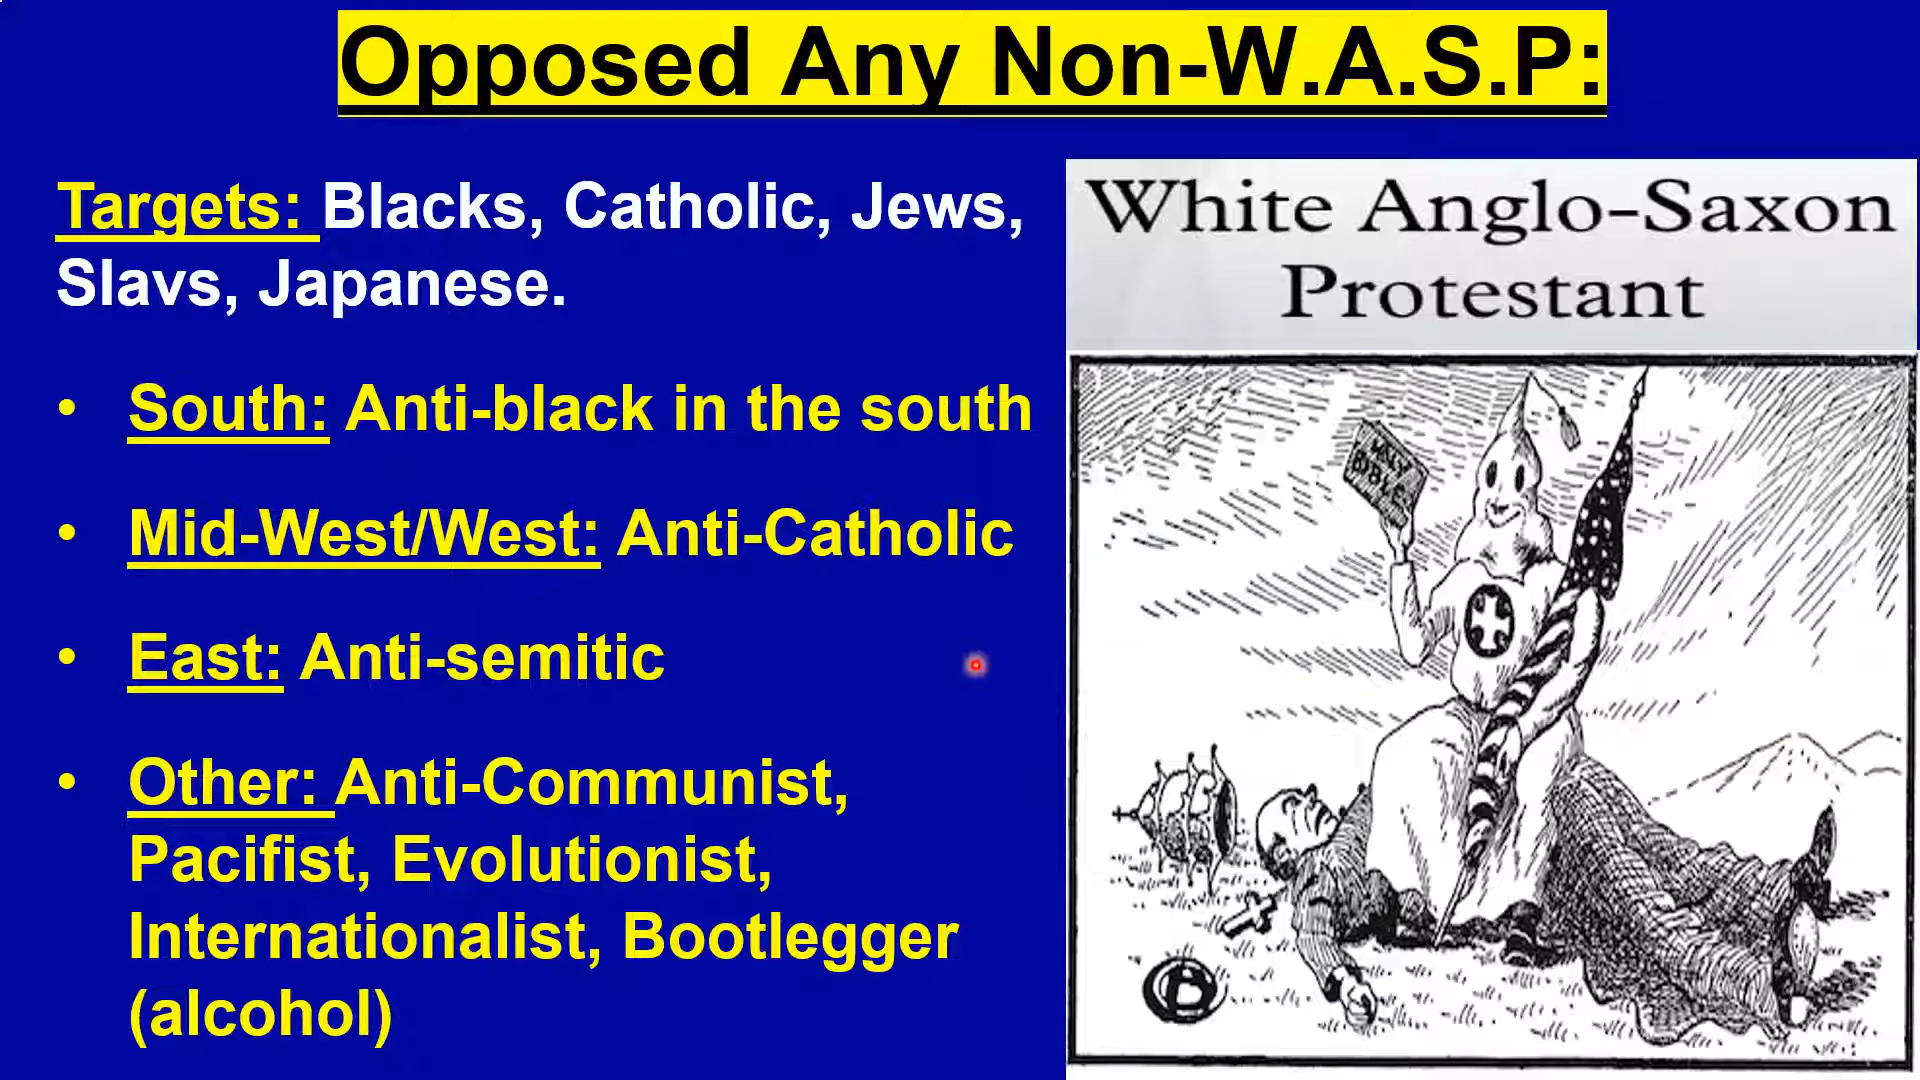 Opposed Any Non-W.A.S.P:
Targets: Blacks, Catholic, Jews,
Slavs, Japanese.
• South: Anti-black in the south
• Mid-West/West: Anti-Catholic
• East: Anti-semitic
• Other: Anti-Communist,
Pacifist, Evolutionist,
Internationalist, Bootlegger
(alcohol)
White Anglo-Saxon
Protestant
HOLY
BIBLE